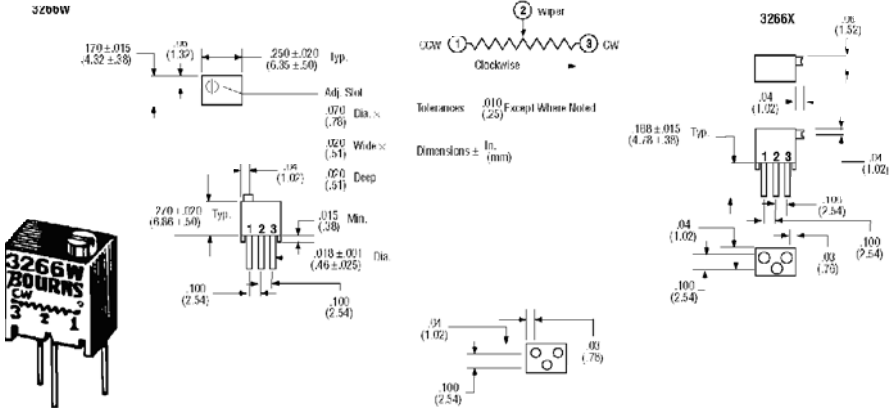 3266W
.170±.015
(4.32±.38)
(1.32)
.250±.020
(6.35±.50)
Typ.
Adj. Slot
.070
(.78)
Dia. ×
.020
(.51)
Wide ×
.020
(.51)
Deep
.04
(1.02)
.270±.020
(6.86±.50)
Typ.
1 2 3
.015
(.38)
Min.
.018±.001
(.46±.025)
Dia.
.100
(2.54)
.100
(2.54)
3266W
BOURNS
CW
3 2 1
2 wiper
CCW 1
3 CW
Clockwise
Tolerances .010
(.25) Except Where Noted
Dimensions ± In.
(mm)
.04
(1.02)
.03
(.78)
.100
(2.54)
3266X
.06
(1.52)
.04
(1.02)
.188±.015
(4.78±.38)
Typ.
1 2 3
.04
(1.02)
.100
(2.54)
.04
(1.02)
.100
(2.54)
.03
(.76)
.100
(2.54)